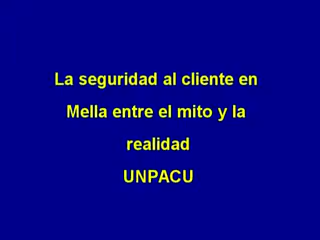 La seguridad al cliente en
Mella entre el mito y la
realidad
UNPACU